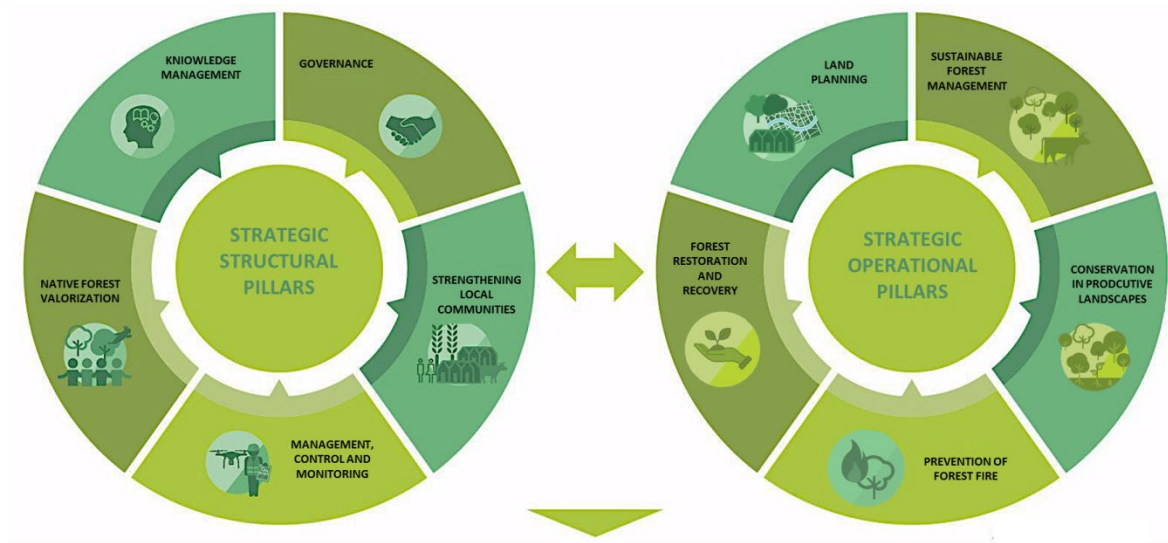 KNIOWLEDGE
MANAGEMENT
GOVERNANCE
STRATEGIC
STRUCTURAL
PILLARS
NATIVE FOREST
VALORIZATION
STRENGTHENING
LOCAL
COMMUNITIES
MANAGEMENT,
CONTROL AND
MONITORING
LAND
PLANNING
SUSTAINABLE
FOREST
MANAGEMENT
FOREST
RESTORATION
AND
RECOVERY
STRATEGIC
OPERATIONAL
PILLARS
CONSERVATION
IN PRODCUTIVE
LANDSCAPES
PREVENTION OF
FOREST FIRE